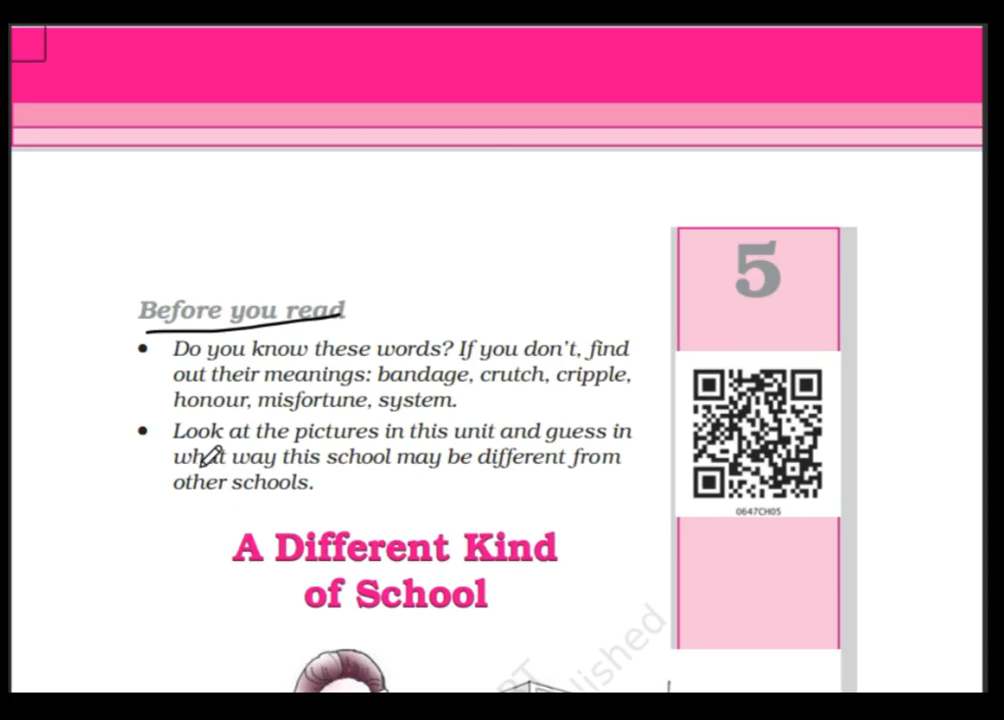 5
Before you read
• Do you know these words? If you don't, find
out their meanings: bandage, crutch, cripple,
honour, misfortune, system.
• Look at the pictures in this unit and guess in
what way this school may be different from
other schools.
0647CH05
A Different Kind
of School
lished